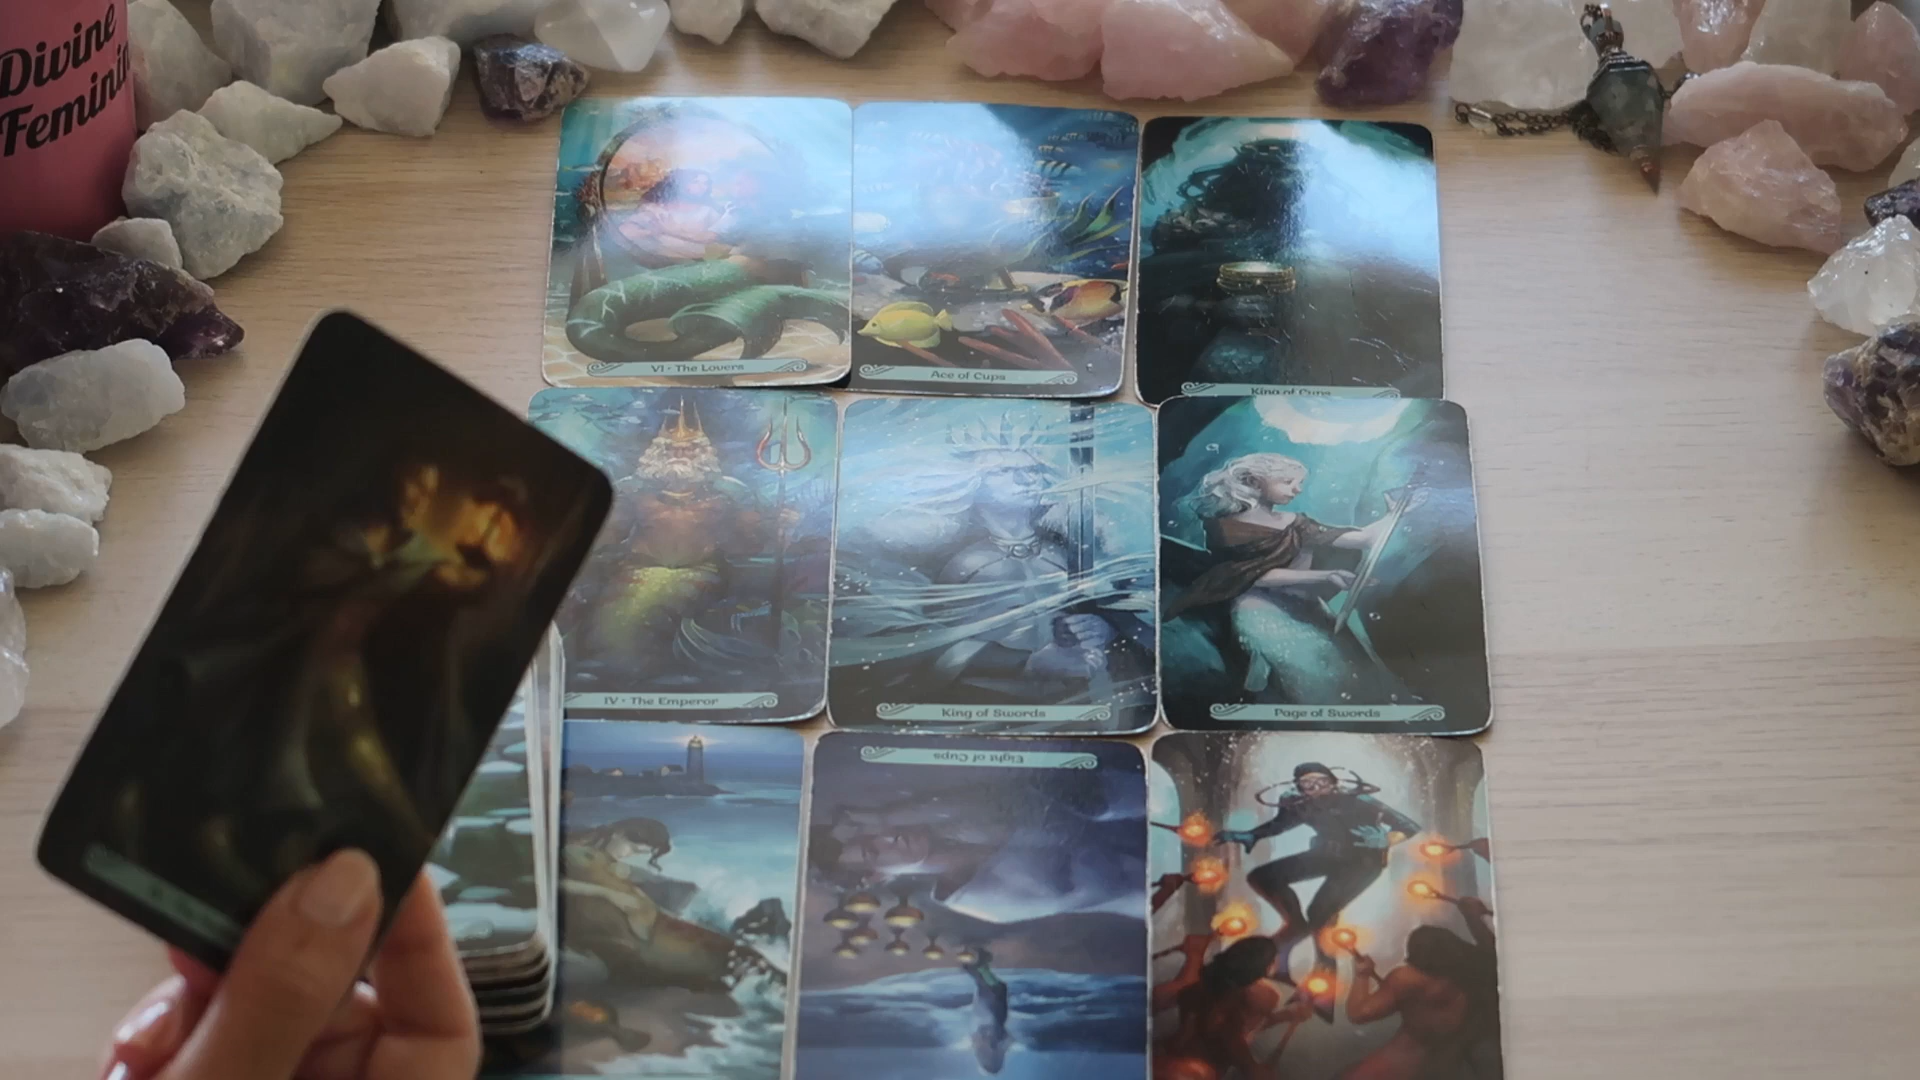 Divine
Feminin
VI • The Lovers
Ace of Cups
King of Cups
IV • The Emperor
King of Swords
Page of Swords
Eight of Cups